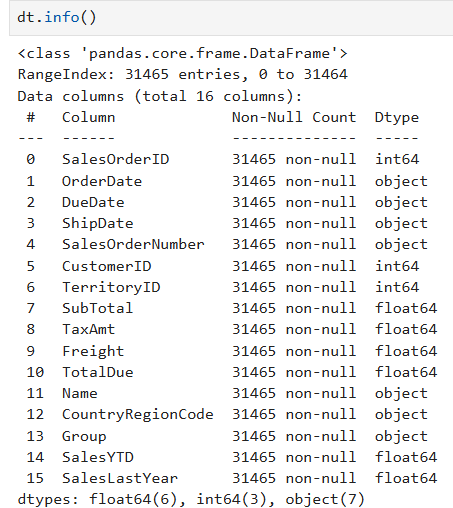 dt.info()
<class 'pandas.core.frame.DataFrame'>
RangeIndex: 31465 entries, 0 to 31464
Data columns (total 16 columns):
 #   Column             Non-Null Count  Dtype
---  ------             --------------  -----
 0   SalesOrderID       31465 non-null  int64
 1   OrderDate          31465 non-null  object
 2   DueDate            31465 non-null  object
 3   ShipDate           31465 non-null  object
 4   SalesOrderNumber   31465 non-null  object
 5   CustomerID         31465 non-null  int64
 6   TerritoryID        31465 non-null  int64
 7   SubTotal           31465 non-null  float64
 8   TaxAmt             31465 non-null  float64
 9   Freight            31465 non-null  float64
 10  TotalDue           31465 non-null  float64
 11  Name               31465 non-null  object
 12  CountryRegionCode  31465 non-null  object
 13  Group              31465 non-null  object
 14  SalesYTD           31465 non-null  float64
 15  SalesLastYear      31465 non-null  float64
dtypes: float64(6), int64(3), object(7)